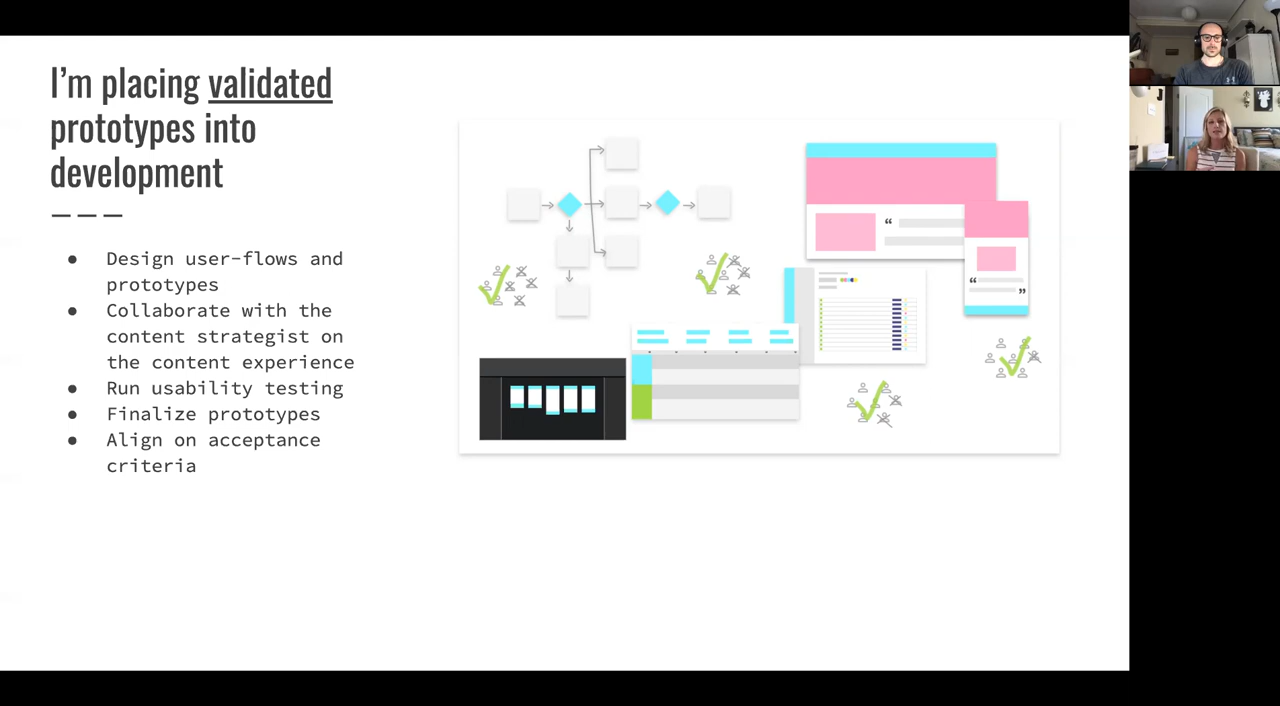 I’m placing validated
prototypes into
development
● Design user-flows and
prototypes
● Collaborate with the
content strategist on
the content experience
● Run usability testing
● Finalize prototypes
● Align on acceptance
criteria